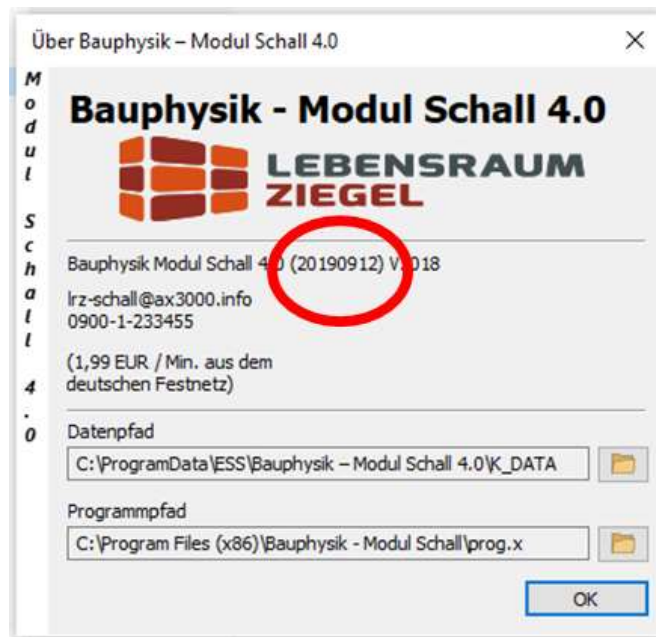 Über Bauphysik – Modul Schall 4.0
Modul Schall 4.0
Bauphysik - Modul Schall 4.0
LEBENSRAUM
ZIEGEL
Bauphysik Modul Schall 4.0 (20190912) V.018
lrz-schall@ax3000.info
0900-1-233455
(1,99 EUR / Min. aus dem
deutschen Festnetz)
Datenpfad
C:\ProgramData\ESS\Bauphysik – Modul Schall 4.0\K_DATA
Programmpfad
C:\Program Files (x86)\Bauphysik - Modul Schall\prog.x
OK